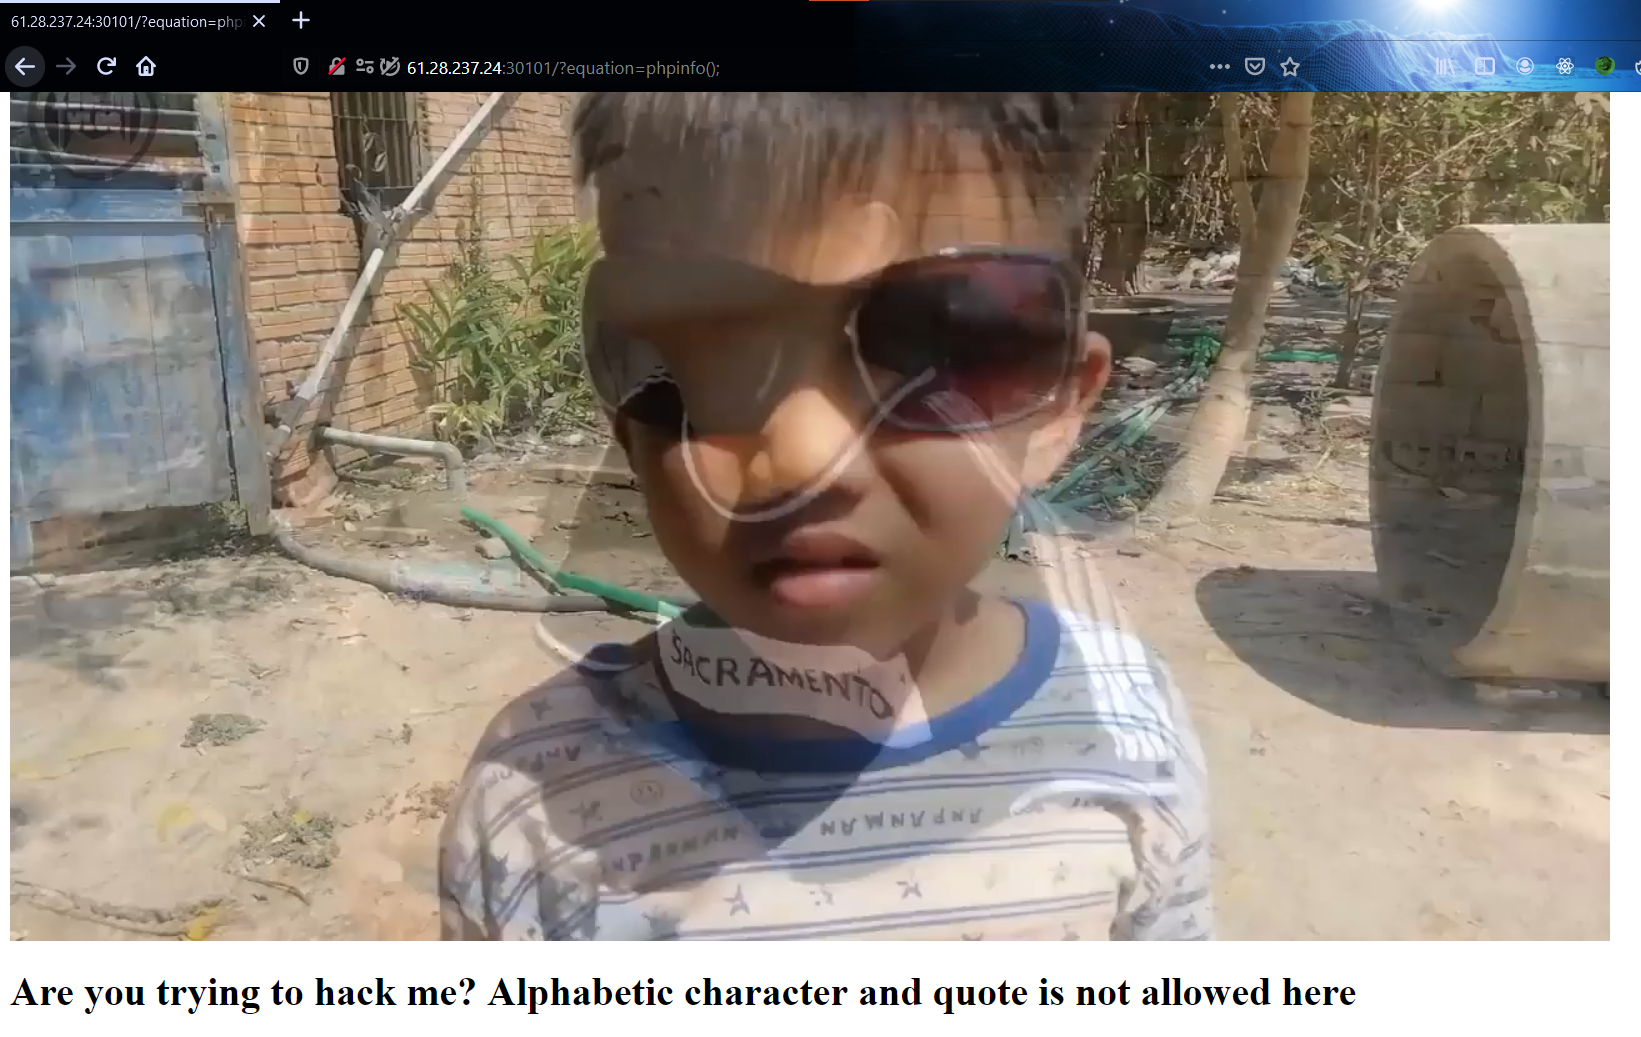 61.28.237.24:30101/?equation=php
61.28.237.24:30101/?equation=phpinfo();
SACRAMENTO
Are you trying to hack me? Alphabetic character and quote is not allowed here